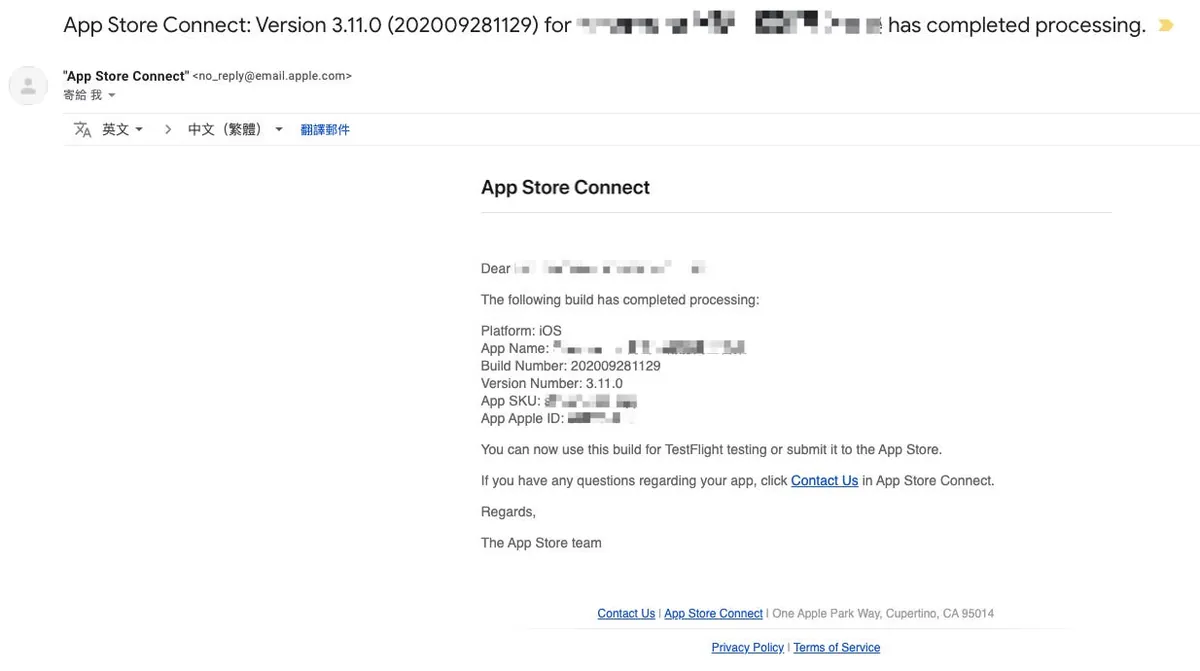 App Store Connect: Version 3.11.0 (202009281129) for has completed processing.
"App Store Connect" <no_reply@email.apple.com>
寄給 我
英文 > 中文（繁體） 翻譯郵件
App Store Connect
Dear
The following build has completed processing:
Platform: iOS
App Name:
Build Number: 202009281129
Version Number: 3.11.0
App SKU:
App Apple ID:
You can now use this build for TestFlight testing or submit it to the App Store.
If you have any questions regarding your app, click Contact Us in App Store Connect.
Regards,
The App Store team
Contact Us | App Store Connect | One Apple Park Way, Cupertino, CA 95014
Privacy Policy | Terms of Service